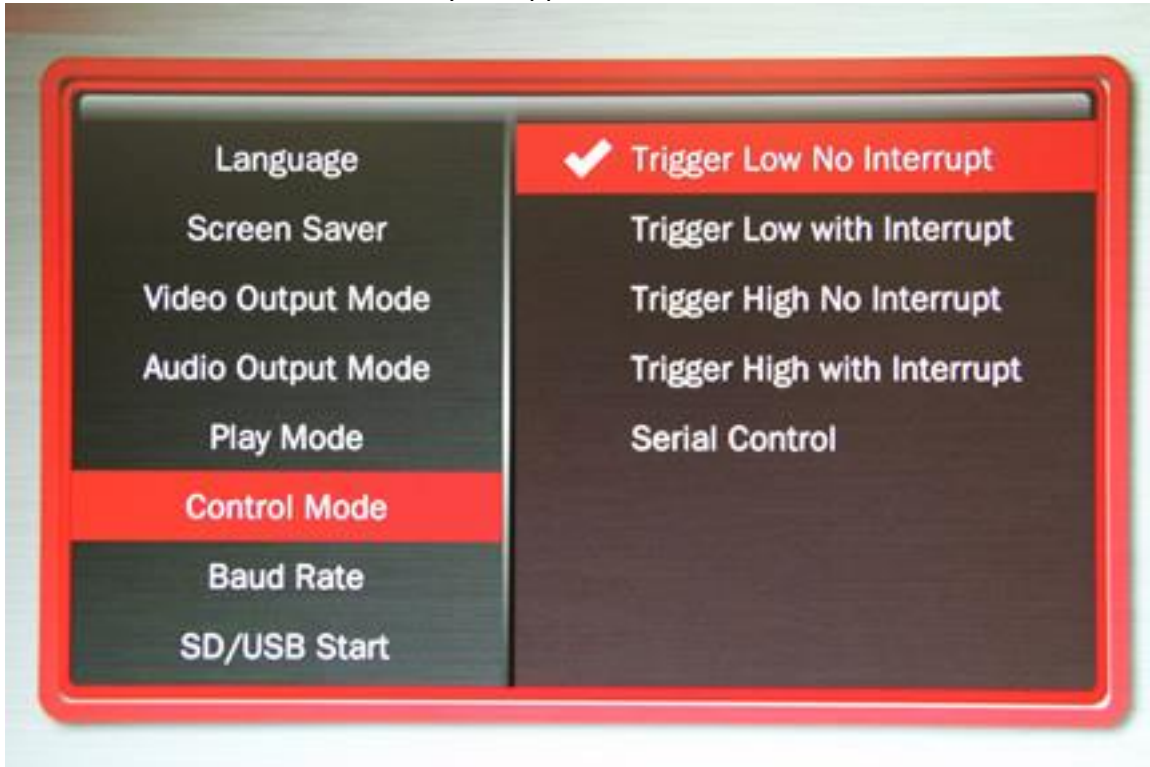 Language
Screen Saver
Video Output Mode
Audio Output Mode
Play Mode
Control Mode
Baud Rate
SD/USB Start
Trigger Low No Interrupt
Trigger Low with Interrupt
Trigger High No Interrupt
Trigger High with Interrupt
Serial Control